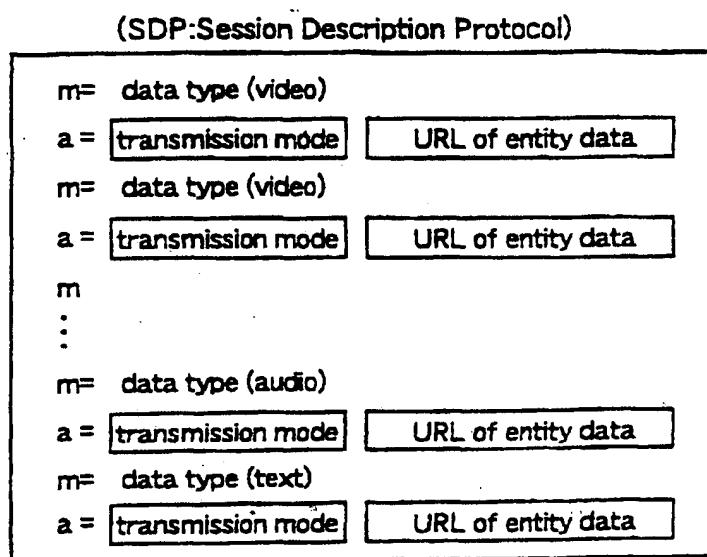 (SDP:Session Description Protocol)
m= data type (video)
a = transmission mode URL of entity data
m= data type (video)
a = transmission mode URL of entity data
m
⋮
m= data type (audio)
a = transmission mode URL of entity data
m= data type (text)
a = transmission mode URL of entity data